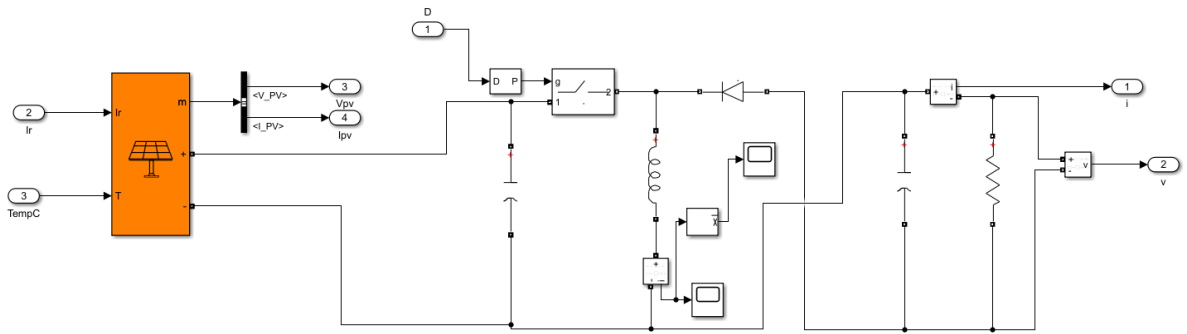 D
1
D P
g
1 2
2
Ir
Ir
m
<V_PV>
3
Vpv
<I_PV>
4
Ipv
+
3
TempC
T
-
+
+
x
+
-
+
i
-
1
i
+
+
+
-
v
2
v